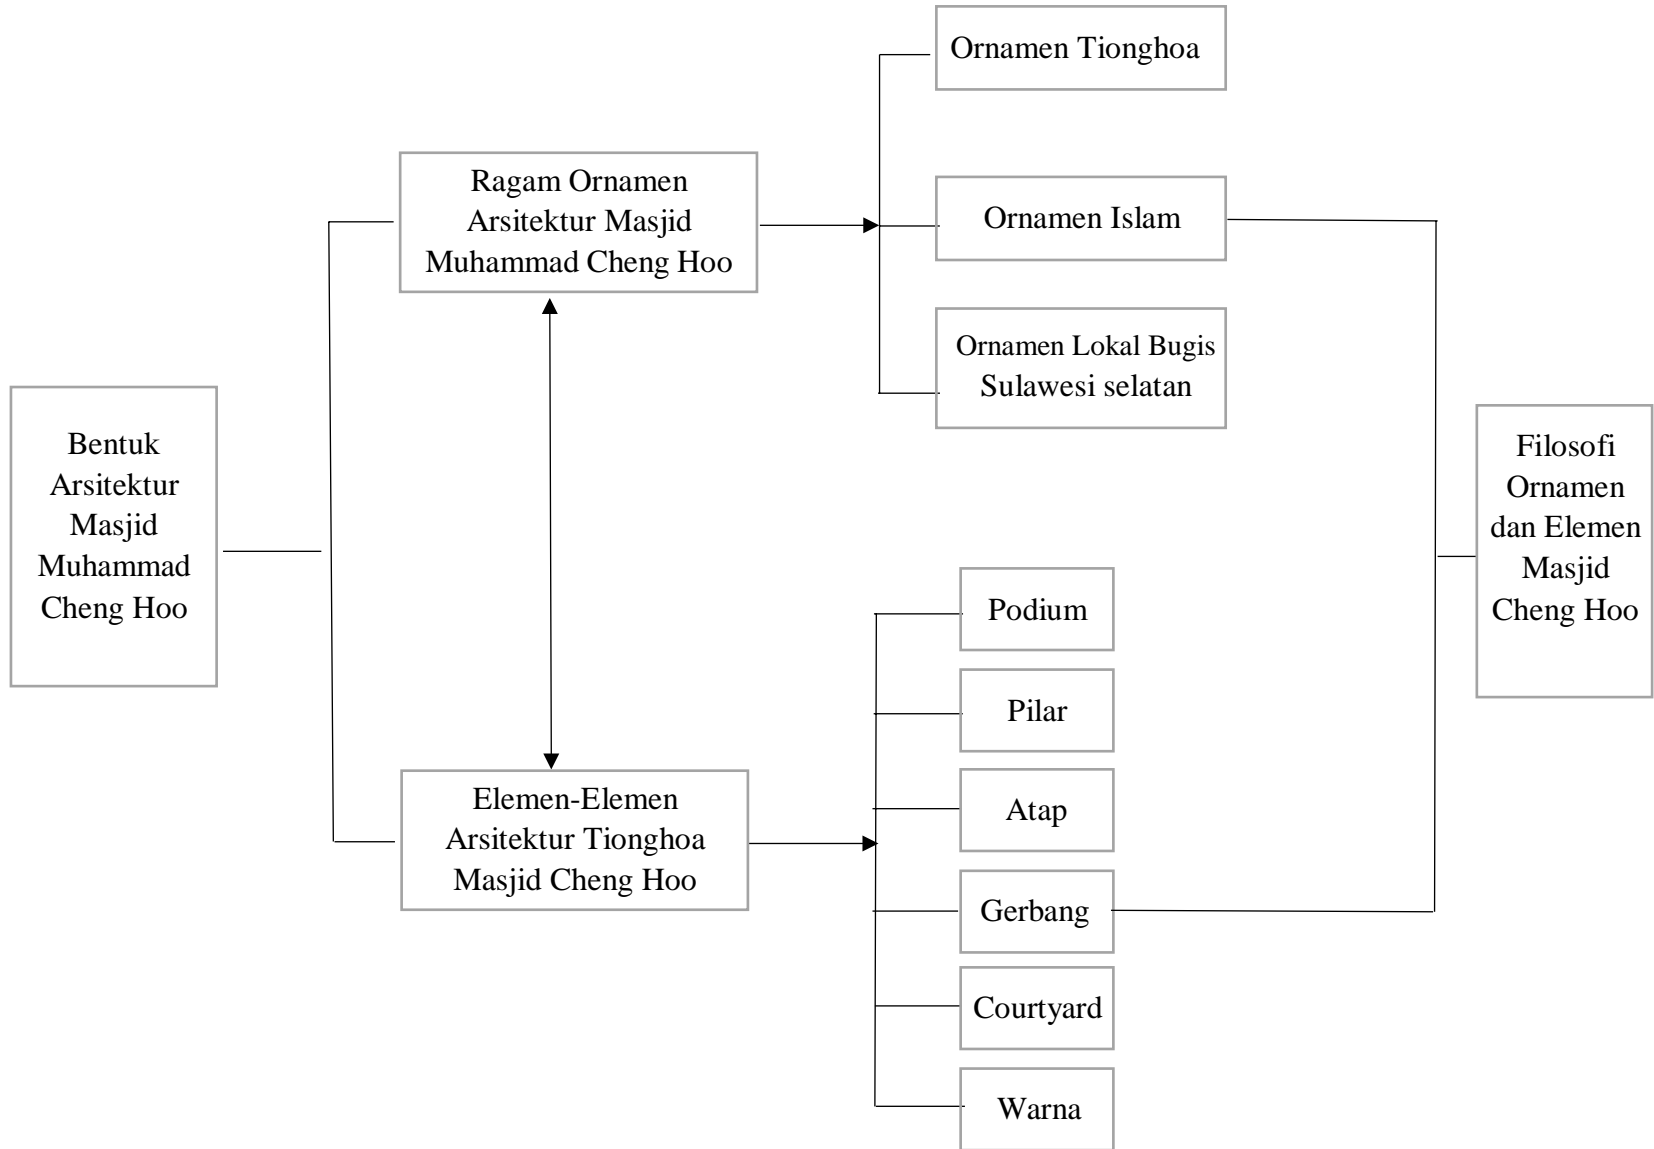 Bentuk
Arsitektur
Masjid
Muhammad
Cheng Hoo
Ragam Ornamen
Arsitektur Masjid
Muhammad Cheng Hoo
Elemen-Elemen
Arsitektur Tionghoa
Masjid Cheng Hoo
Ornamen Tionghoa
Ornamen Islam
Ornamen Lokal Bugis
Sulawesi selatan
Podium
Pilar
Atap
Gerbang
Courtyard
Warna
Filosofi
Ornamen
dan Elemen
Masjid
Cheng Hoo